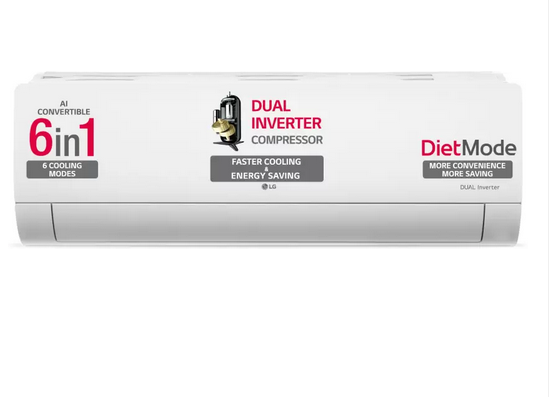 AI
CONVERTIBLE
6in1
6 COOLING
MODES
DUAL
INVERTER
COMPRESSOR
FASTER COOLING
&
ENERGY SAVING
LG
DietMode
MORE CONVENIENCE
MORE SAVING
DUAL Inverter